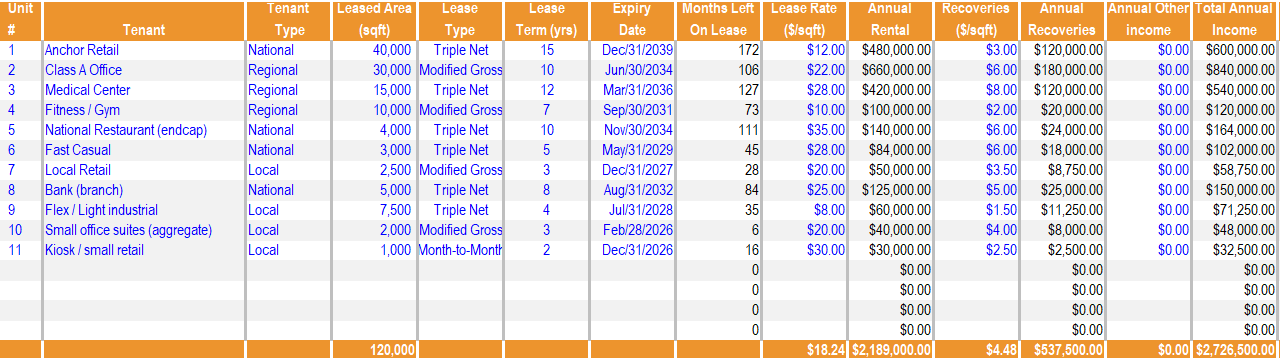 Unit Tenant Leased Area Lease Lease Expiry Months Left Lease Rate Annual Recoveries Annual Annual Other Total Annual
# Tenant Type (sqft) Type Term (yrs) Date On Lease ($/sqft) Rental ($/sqft) Recoveries income Income
1 Anchor Retail National 40,000 Triple Net 15 Dec/31/2039 172 $12.00 $480,000.00 $3.00 $120,000.00 $0.00 $600,000.00
2 Class A Office Regional 30,000 Modified Gross 10 Jun/30/2034 106 $22.00 $660,000.00 $6.00 $180,000.00 $0.00 $840,000.00
3 Medical Center Regional 15,000 Triple Net 12 Mar/31/2036 127 $28.00 $420,000.00 $8.00 $120,000.00 $0.00 $540,000.00
4 Fitness / Gym Regional 10,000 Modified Gross 7 Sep/30/2031 73 $10.00 $100,000.00 $2.00 $20,000.00 $0.00 $120,000.00
5 National Restaurant (endcap) National 4,000 Triple Net 10 Nov/30/2034 111 $35.00 $140,000.00 $6.00 $24,000.00 $0.00 $164,000.00
6 Fast Casual National 3,000 Triple Net 5 May/31/2029 45 $28.00 $84,000.00 $6.00 $18,000.00 $0.00 $102,000.00
7 Local Retail Local 2,500 Modified Gross 3 Dec/31/2027 28 $20.00 $50,000.00 $3.50 $8,750.00 $0.00 $58,750.00
8 Bank (branch) National 5,000 Triple Net 8 Aug/31/2032 84 $25.00 $125,000.00 $5.00 $25,000.00 $0.00 $150,000.00
9 Flex / Light industrial Local 7,500 Triple Net 4 Jul/31/2028 35 $8.00 $60,000.00 $1.50 $11,250.00 $0.00 $71,250.00
10 Small office suites (aggregate) Local 2,000 Modified Gross 3 Feb/28/2026 6 $20.00 $40,000.00 $4.00 $8,000.00 $0.00 $48,000.00
11 Kiosk / small retail Local 1,000 Month-to-Month 2 Dec/31/2026 16 $30.00 $30,000.00 $2.50 $2,500.00 $0.00 $32,500.00
0 $0.00 $0.00 $0.00
0 $0.00 $0.00 $0.00
0 $0.00 $0.00 $0.00
0 $0.00 $0.00 $0.00
120,000 $18.24 $2,189,000.00 $4.48 $537,500.00 $0.00 $2,726,500.00